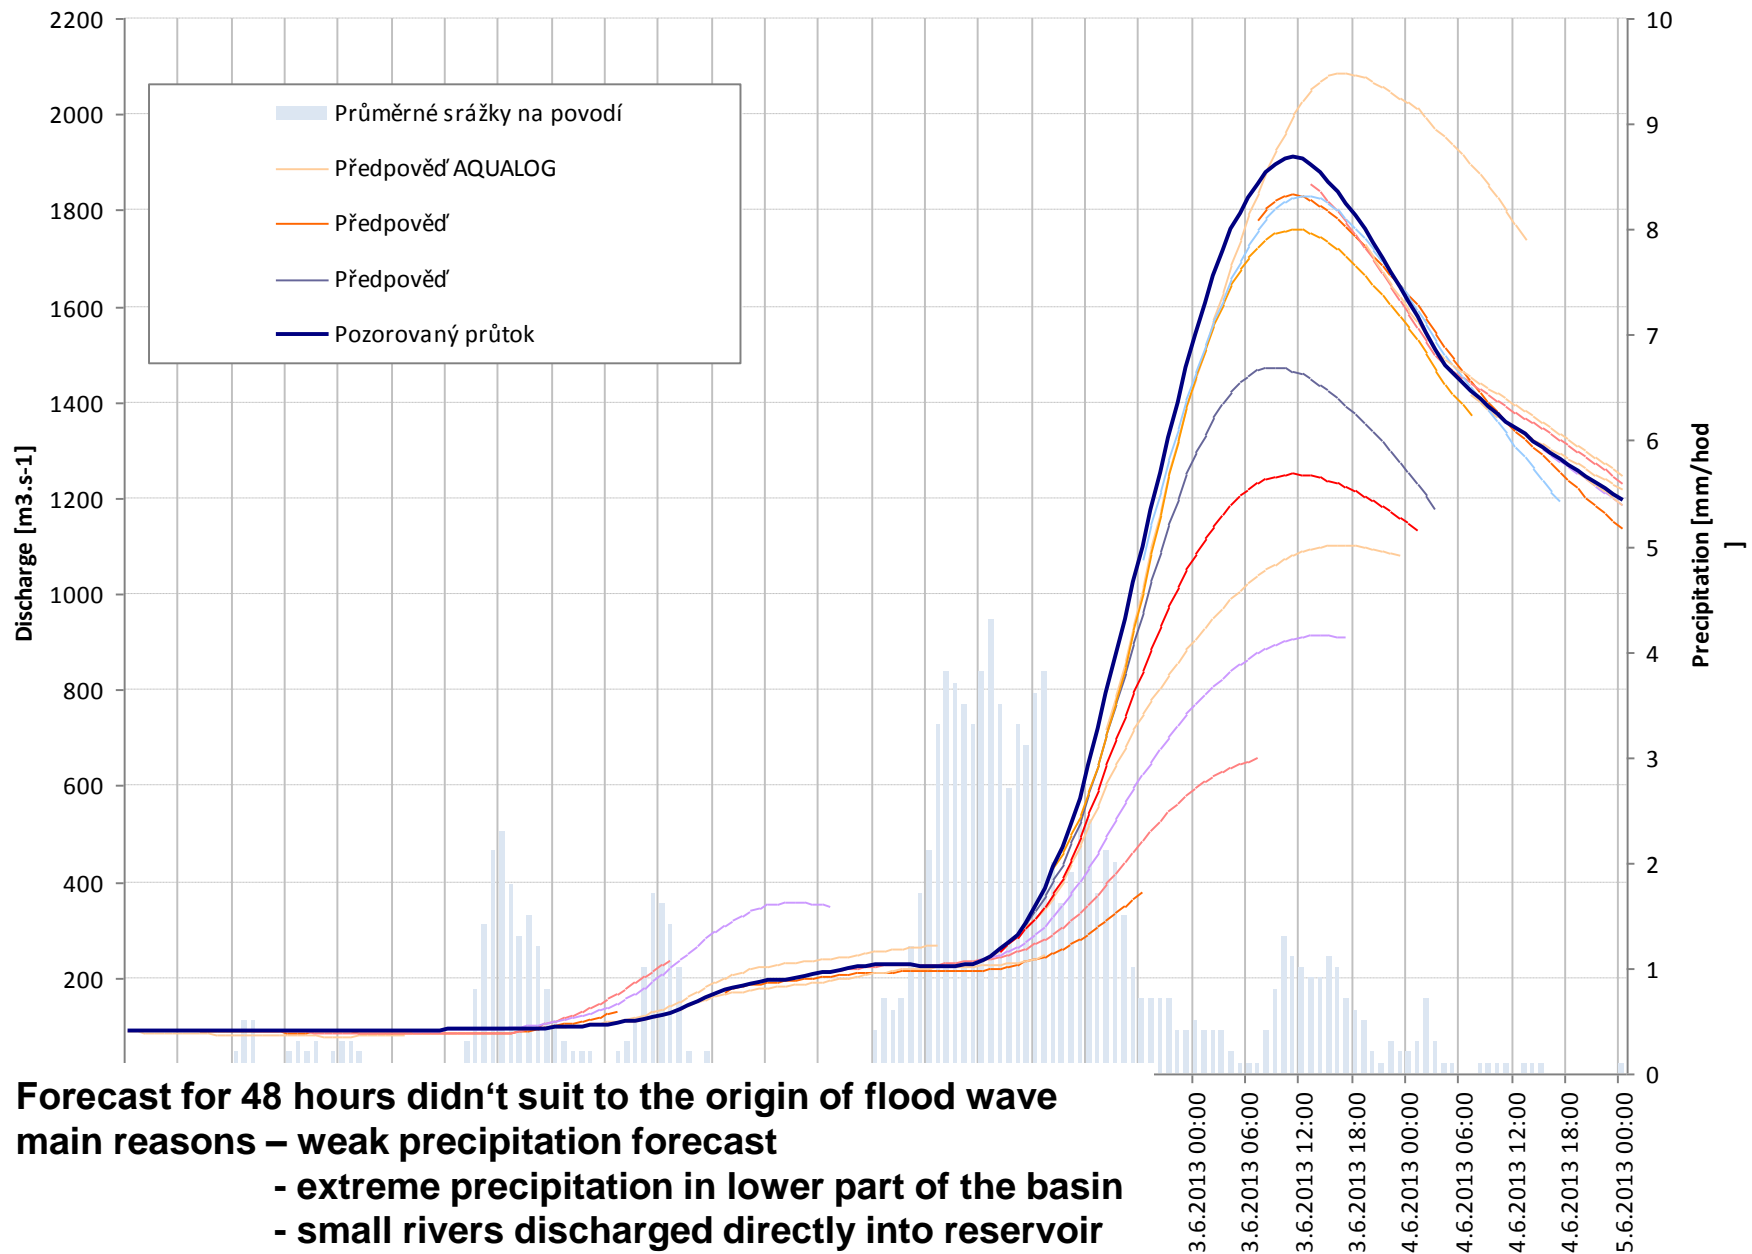 2200
2000
1800
1600
1400
1200
1000
800
600
400
200
Discharge [m3.s-1]
Průměrné srážky na povodí
Předpověď AQUALOG
Předpověď
Předpověď
Pozorovaný průtok
10
9
8
7
6
5
4
3
2
1
0
Precipitation [mm/hod
]
3.6.2013 00:00
3.6.2013 06:00
3.6.2013 12:00
3.6.2013 18:00
4.6.2013 00:00
4.6.2013 06:00
4.6.2013 12:00
4.6.2013 18:00
5.6.2013 00:00
Forecast for 48 hours didn‘t suit to the origin of flood wave
main reasons – weak precipitation forecast
- extreme precipitation in lower part of the basin
- small rivers discharged directly into reservoir